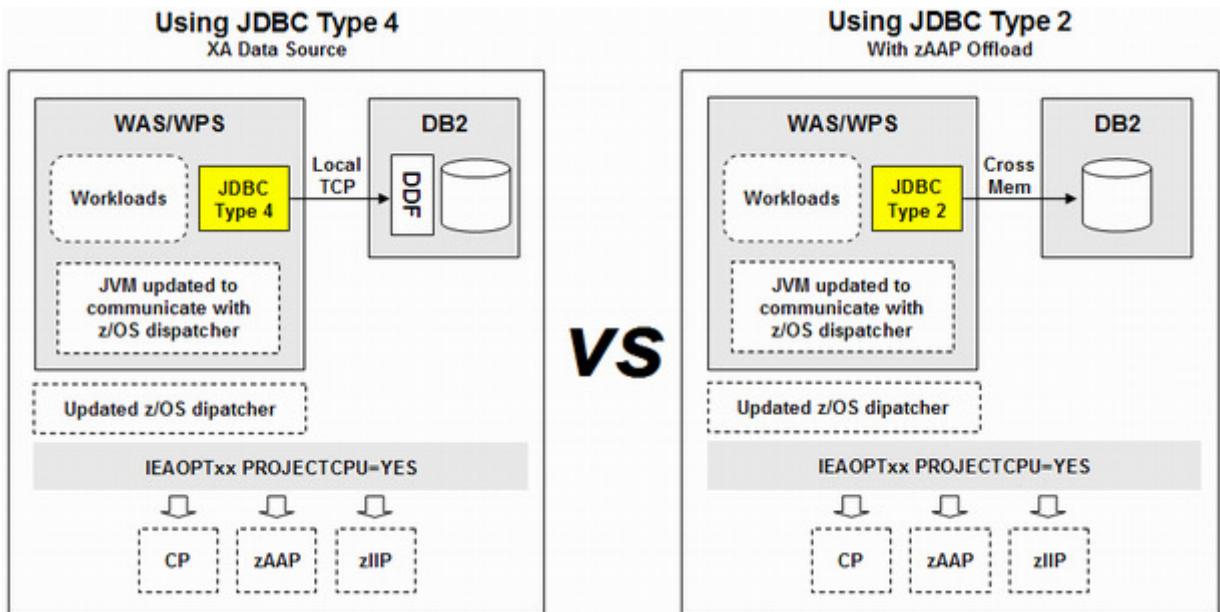 Using JDBC Type 4
XA Data Source
WAS/WPS
DB2
Workloads
JDBC
Type 4
Local
TCP
DDF
JVM updated to
communicate with
z/OS dispatcher
Updated z/OS dipatcher
IEAOPTxx PROJECTCPU=YES
CP
zAAP
zIIP
VS
Using JDBC Type 2
With zAAP Offload
WAS/WPS
DB2
Workloads
JDBC
Type 2
Cross
Mem
JVM updated to
communicate with
z/OS dispatcher
Updated z/OS dipatcher
IEAOPTxx PROJECTCPU=YES
CP
zAAP
zIIP